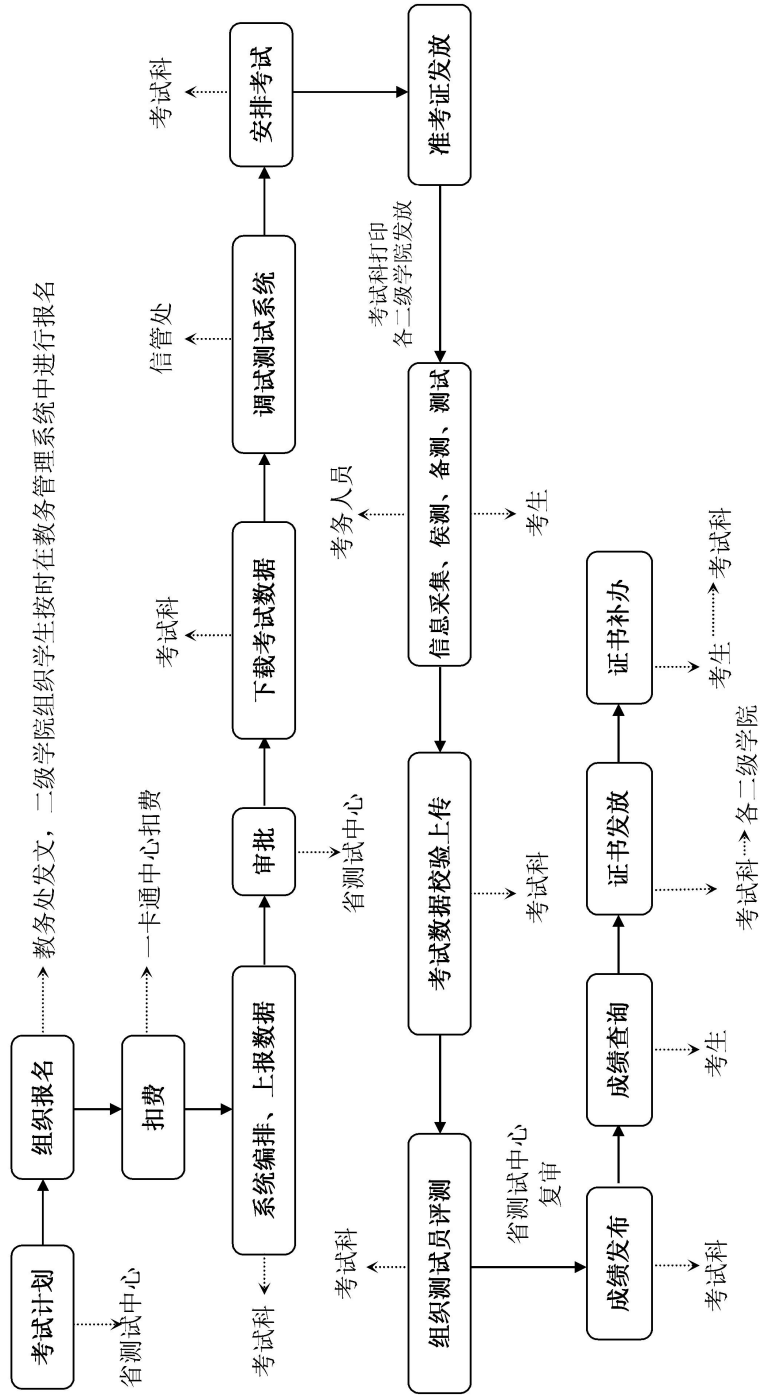 考试计划
省测试中心
组织报名
教务处发文，二级学院组织学生按时在教务管理系统中进行报名
扣费
一卡通中心扣费
系统编排、上报数据
考试科
审批
省测试中心
下载考试数据
考试科
调试测试系统
信管处
安排考试
考试科
准考证发放
考试科打印
各二级学院发放
信息采集、侯测、备测、测试
考务人员
考生
考试数据校验上传
考试科
组织测试员评测
考试科
省测试中心
复审
成绩发布
考试科
成绩查询
考生
证书发放
考试科
各二级学院
证书补办
考生
考试科